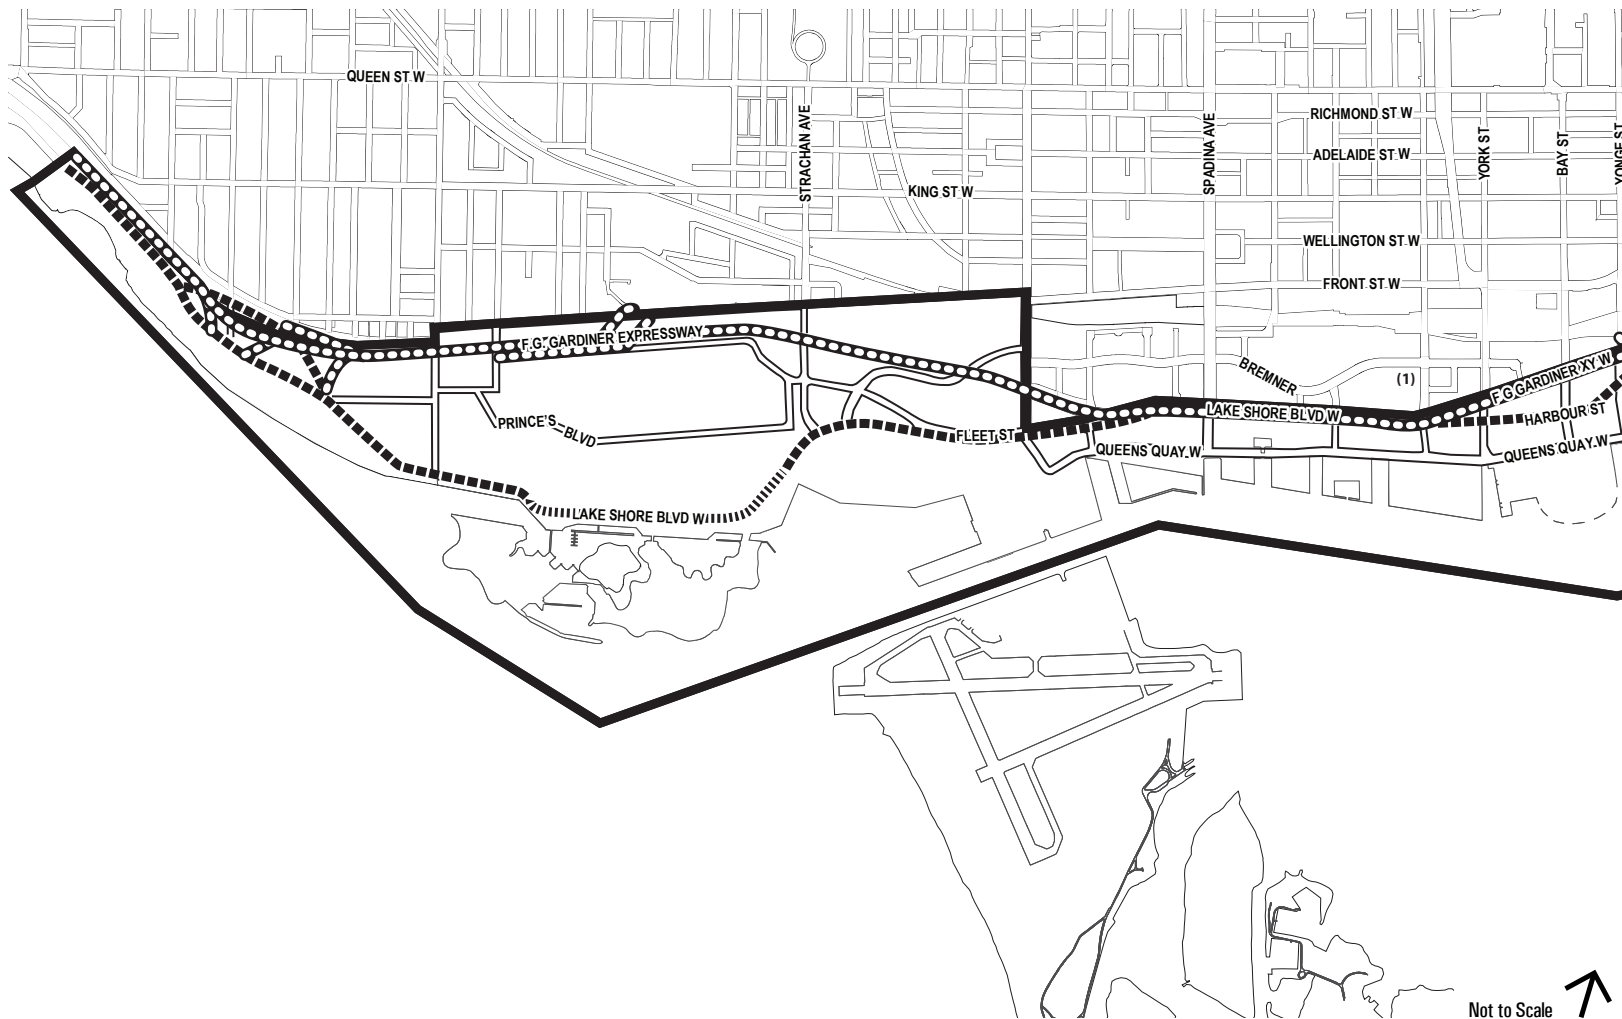 QUEEN ST W
STRACHAN AVE
SPADINA AVE
RICHMOND ST W
ADELAIDE ST W
YORK ST
BAY ST
YONGE ST
KING ST W
WELLINGTON ST W
FRONT ST W
F.G. GARDINER EXPRESSWAY
BREMNER
(1)
F G GARDINER XY W
LAKE SHORE BLVD W
HARBOUR ST
PRINCE'S BLVD
FLEET ST
QUEENS QUAY W
QUEENS QUAY W
LAKE SHORE BLVD W
Not to Scale